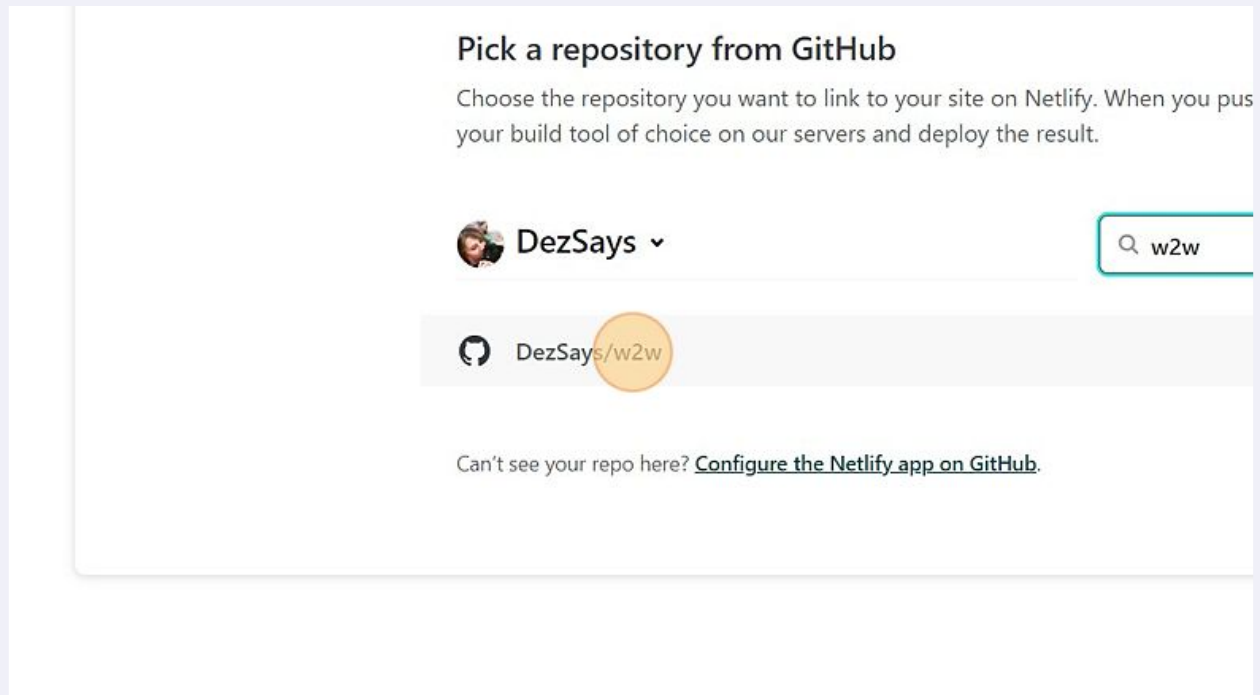 Pick a repository from GitHub
Choose the repository you want to link to your site on Netlify. When you pus
your build tool of choice on our servers and deploy the result.
DezSays
w2w
DezSays/w2w
Can't see your repo here? Configure the Netlify app on GitHub.